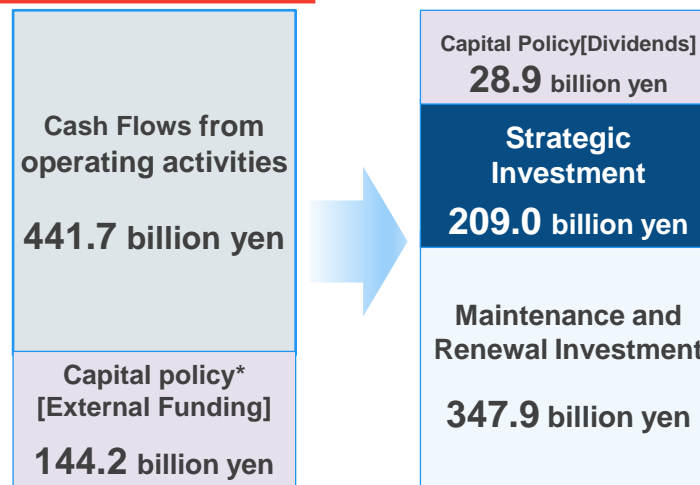 Cash Flows from
operating activities
441.7 billion yen
Capital policy*
[External Funding]
144.2 billion yen
Capital Policy[Dividends]
28.9 billion yen
Strategic
Investment
209.0 billion yen
Maintenance and
Renewal Investment
347.9 billion yen